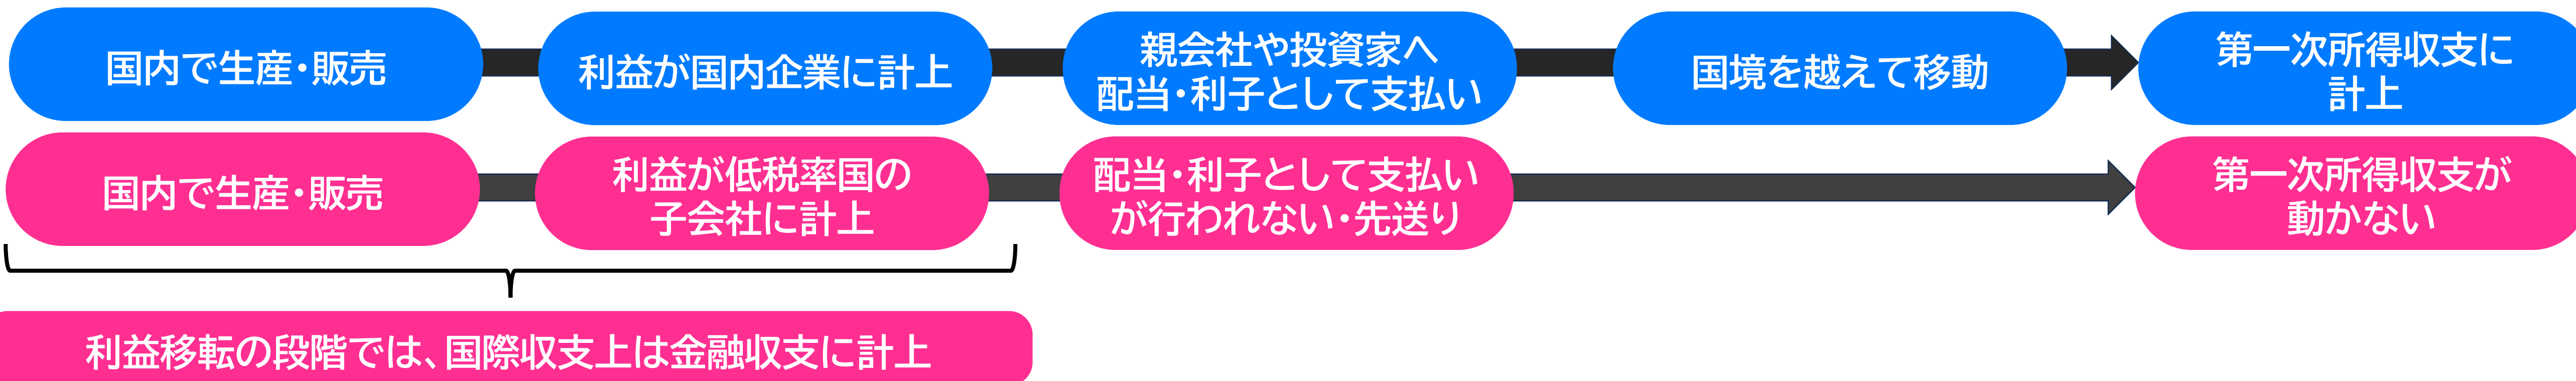 国内で生産・販売
利益が国内企業に計上
親会社や投資家へ
配当・利子として支払い
国境を越えて移動
第一次所得収支に
計上
国内で生産・販売
利益が低税率国の
子会社に計上
配当・利子として支払い
が行われない・先送り
第一次所得収支が
動かない
利益移転の段階では、国際収支上は金融収支に計上